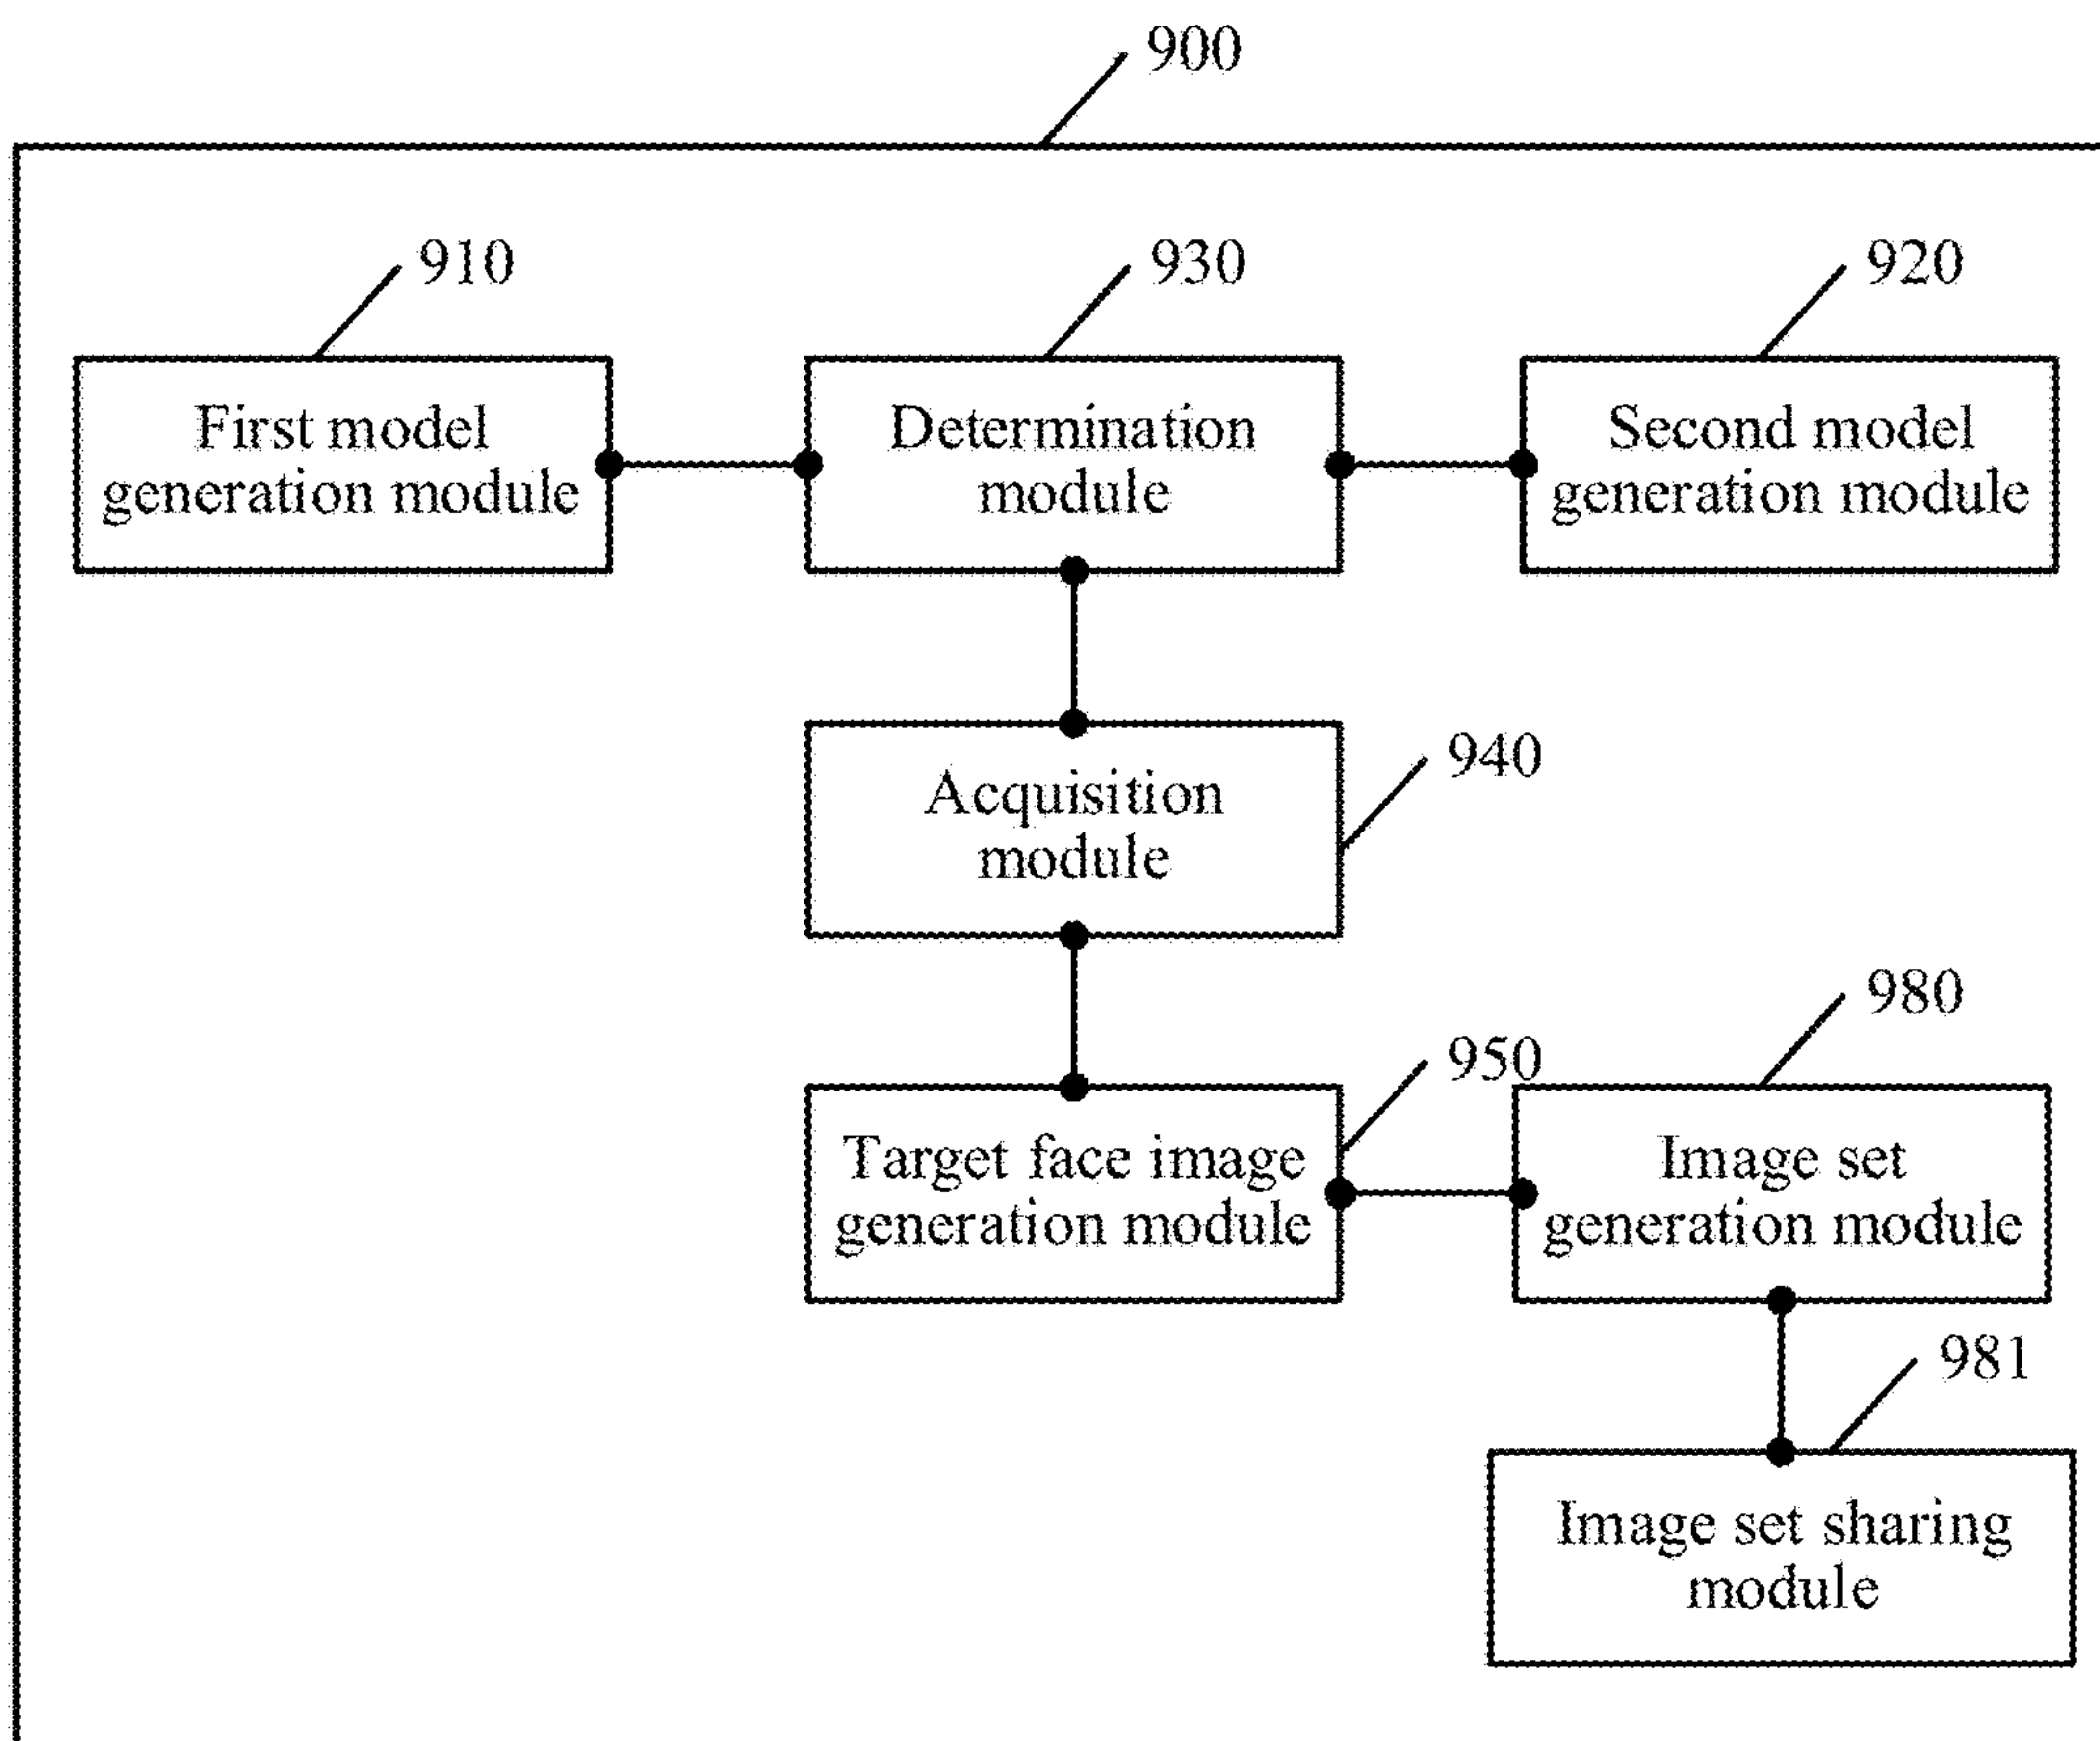 900
910
930
920
First model
generation module
Determination
module
Second model
generation module
940
Acquisition
module
980
950
Target face image
generation module
Image set
generation module
981
Image set sharing
module